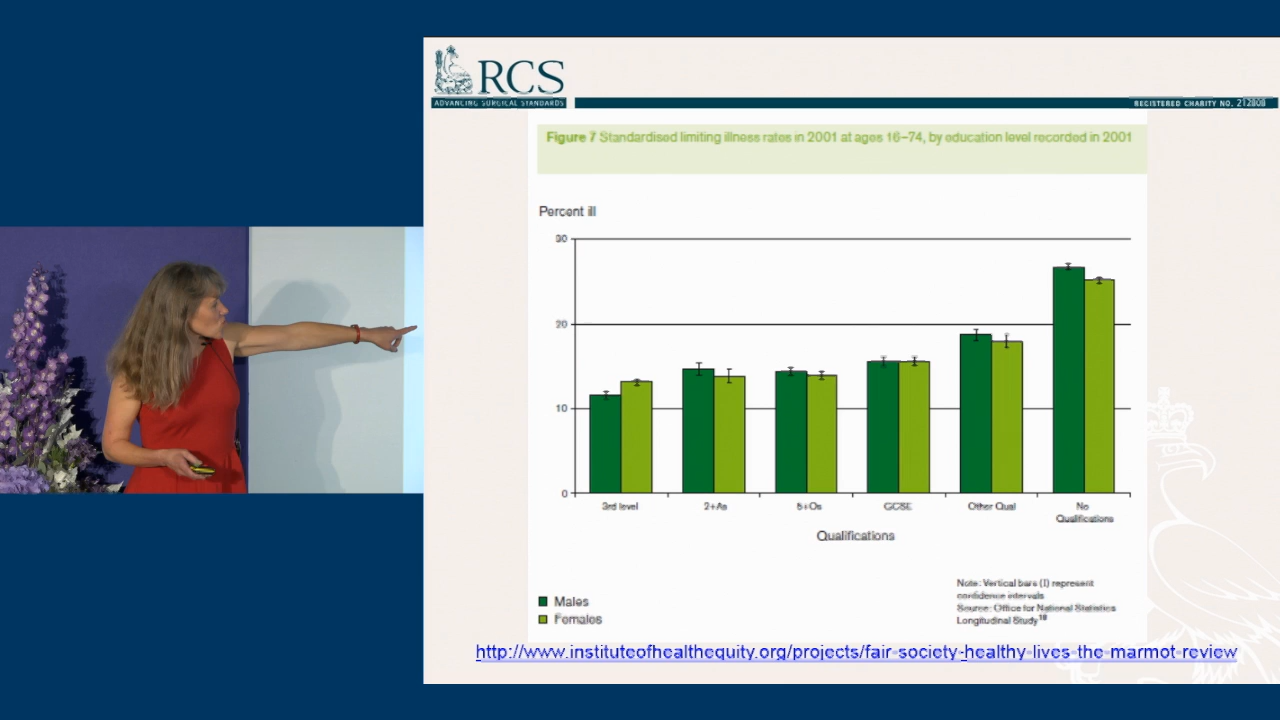 RCS
ADVANCING SURGICAL STANDARDS
REGISTERED CHARITY NO. 212808
Figure 7 Standardised limiting illness rates in 2001 at ages 16–74, by education level recorded in 2001
Percent ill
30
20
10
0
3rd level
2+As
5+Os
GCSE
Other Qual
No
Qualifications
Qualifications
Males
Females
Note: Vertical bars (I) represent
confidence intervals
Source: Office for National Statistics
Longitudinal Study18
http://www.instituteofhealthequity.org/projects/fair-society-healthy-lives-the-marmot-review